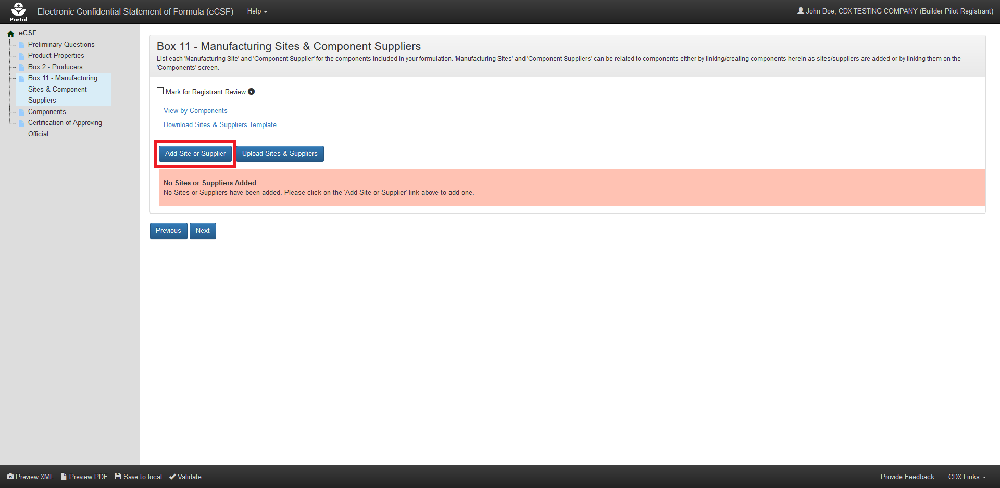 Portal
Electronic Confidential Statement of Formula (eCSF)
Help
John Doe, CDX TESTING COMPANY (Builder Pilot Registrant)
eCSF
Preliminary Questions
Product Properties
Box 2 - Producers
Box 11 - Manufacturing
Sites & Component
Suppliers
Components
Certification of Approving
Official
Box 11 - Manufacturing Sites & Component Suppliers
List each 'Manufacturing Site' and 'Component Supplier' for the components included in your formulation. 'Manufacturing Sites' and 'Component Suppliers' can be related to components either by linking/creating components herein as sites/suppliers are added or by linking them on the
'Components' screen.
Mark for Registrant Review
View by Components
Download Sites & Suppliers Template
Add Site or Supplier
Upload Sites & Suppliers
No Sites or Suppliers Added
No Sites or Suppliers have been added. Please click on the 'Add Site or Supplier' link above to add one.
Previous
Next
Preview XML
Preview PDF
Save to local
Validate
Provide Feedback
CDX Links